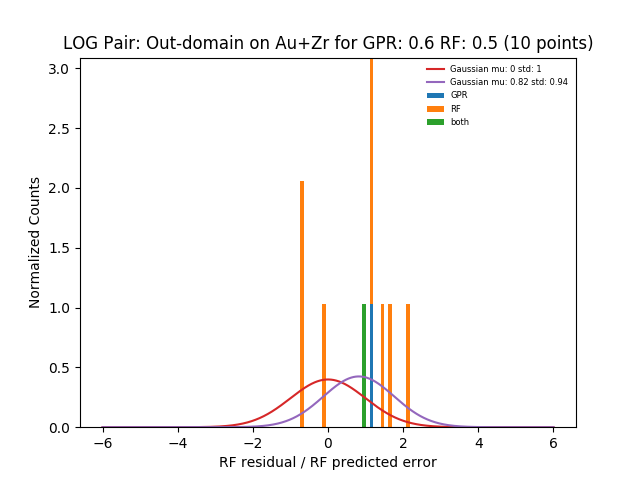 LOG Pair: Out-domain on Au+Zr for GPR: 0.6 RF: 0.5 (10 points)
Gaussian mu: 0 std: 1
Gaussian mu: 0.82 std: 0.94
GPR
RF
both
Normalized Counts
3.0
2.5
2.0
1.5
1.0
0.5
0.0
−6 −4 −2 0 2 4 6
RF residual / RF predicted error